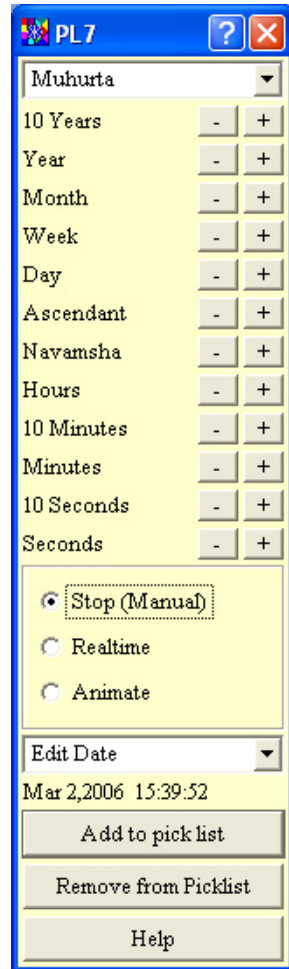 PL7 ? X
Muhurta
10 Years - +
Year - +
Month - +
Week - +
Day - +
Ascendant - +
Navamsha - +
Hours - +
10 Minutes - +
Minutes - +
10 Seconds - +
Seconds - +
Stop (Manual)
Realtime
Animate
Edit Date
Mar 2,2006 15:39:52
Add to pick list
Remove from Picklist
Help